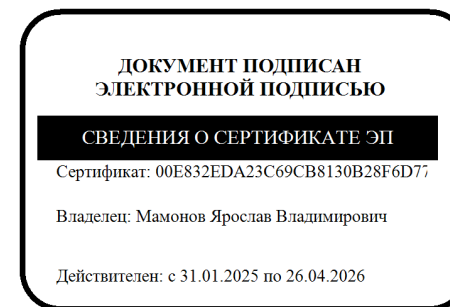 ДОКУМЕНТ ПОДПИСАН
ЭЛЕКТРОННОЙ ПОДПИСЬЮ
СВЕДЕНИЯ О СЕРТИФИКАТЕ ЭП
Сертификат: 00E832EDA23C69CB8130B28F6D77
Владелец: Мамонов Ярослав Владимирович
Действителен: с 31.01.2025 по 26.04.2026